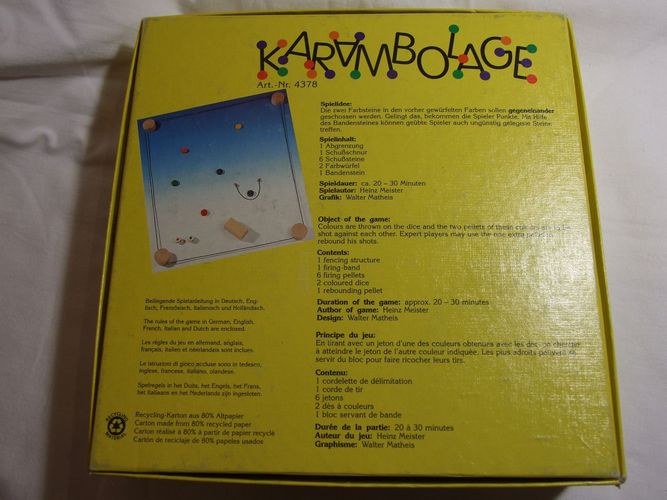 KARAMBOLAGE
Art.-Nr. 4378
Spielidee:
Die zwei Farbsteine in den vorher gewürfelten Farben sollen gegeneinander
geschossen werden. Gelingt das, bekommen die Spieler Punkte. Mit Hilfe
des Bandensteines können geübte Spieler auch ungünstig gelegene Steine
treffen.
Spielinhalt:
1 Abgrenzung
1 Schußschnur
6 Schußsteine
2 Farbwürfel
1 Bandenstein
Spieldauer: ca. 20 – 30 Minuten
Spielautor: Heinz Meister
Grafik: Walter Matheis
Object of the game:
Colours are thrown on the dice and the two pellets of these colours are to be
shot against each other. Expert players may use the one extra pellet to
rebound his shots.
Contents:
1 fencing structure
1 firing-band
6 firing pellets
2 coloured dice
1 rebounding pellet
Duration of the game: approx. 20 – 30 minutes
Author of game: Heinz Meister
Design: Walter Matheis
Principe du jeu:
En tirant avec un jeton d'une des couleurs obtenues avec les dés, on cherche
à atteindre le jeton de l'autre couleur indiquée. Les plus adroits peuvent se
servir du bloc pour faire ricocher leurs tirs.
Contenu:
1 cordelette de délimitation
1 corde de tir
6 jetons
2 dés à couleurs
1 bloc servant de bande
Durée de la partie: 20 à 30 minutes
Auteur du jeu: Heinz Meister
Graphisme: Walter Matheis
Beiliegende Spielanleitung in Deutsch, Eng-
lisch, Französisch, Italienisch und Holländisch.
The rules of the game in German, English,
French, Italian and Dutch are enclosed.
Les règles du jeu en allemand, anglais,
français, italien et néerlandais sont inclues.
Le istruzioni di gioco accluse sono in tedesco,
inglese, francese, italiano, olandese.
Spelregels in het Duits, het Engels, het Frans,
het Italiaans en het Nederlands zijn ingesloten.
RECYCLING
MATERIAL
Recycling-Karton aus 80% Altpapier
Carton made from 80% recycled paper
Carton réalisé à 80% à partir de papier recyclé
Cartón de reciclaje de 80% papeles usados